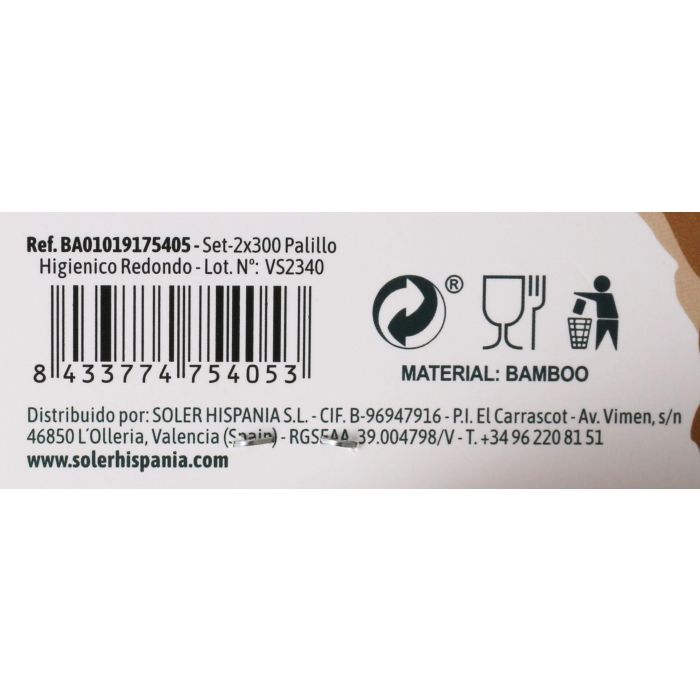 Ref. BA01019175405 - Set-2x300 Palillo
Higienico Redondo - Lot. Nº: VS2340
®
8 433774 754053
MATERIAL: BAMBOO
Distribuido por: SOLER HISPANIA S.L. - CIF. B-96947916 - P.I. El Carrascot - Av. Vimen, s/n
46850 L´Olleria, Valencia (Spain) - RGSEAA 39.004798/V - T. +34 96 220 81 51
www.solerhispania.com